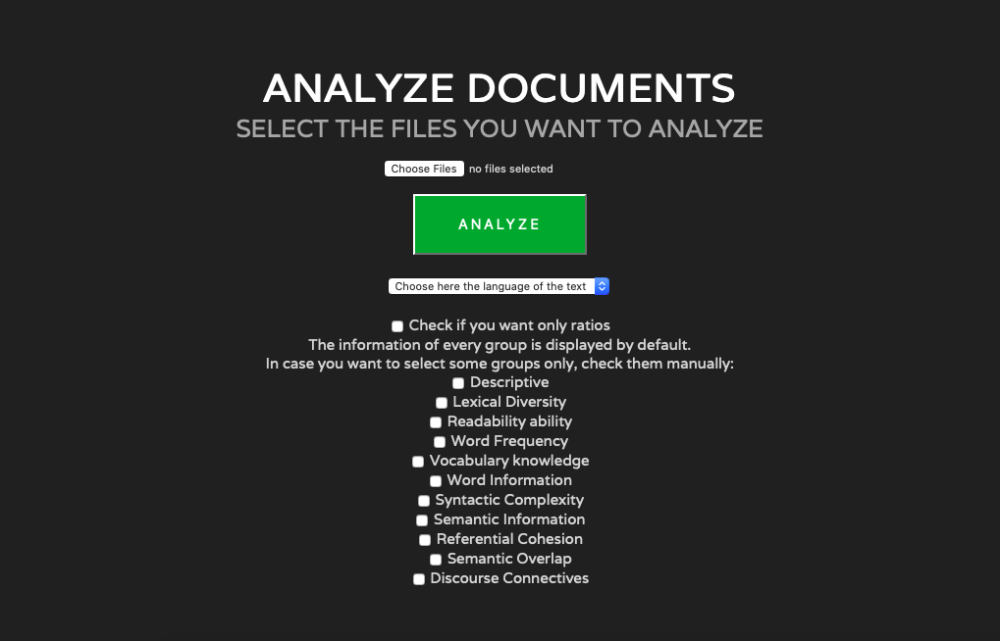 ANALYZE DOCUMENTS
SELECT THE FILES YOU WANT TO ANALYZE
Choose Files no files selected
ANALYZE
Choose here the language of the text
Check if you want only ratios
The information of every group is displayed by default.
In case you want to select some groups only, check them manually:
Descriptive
Lexical Diversity
Readability ability
Word Frequency
Vocabulary knowledge
Word Information
Syntactic Complexity
Semantic Information
Referential Cohesion
Semantic Overlap
Discourse Connectives